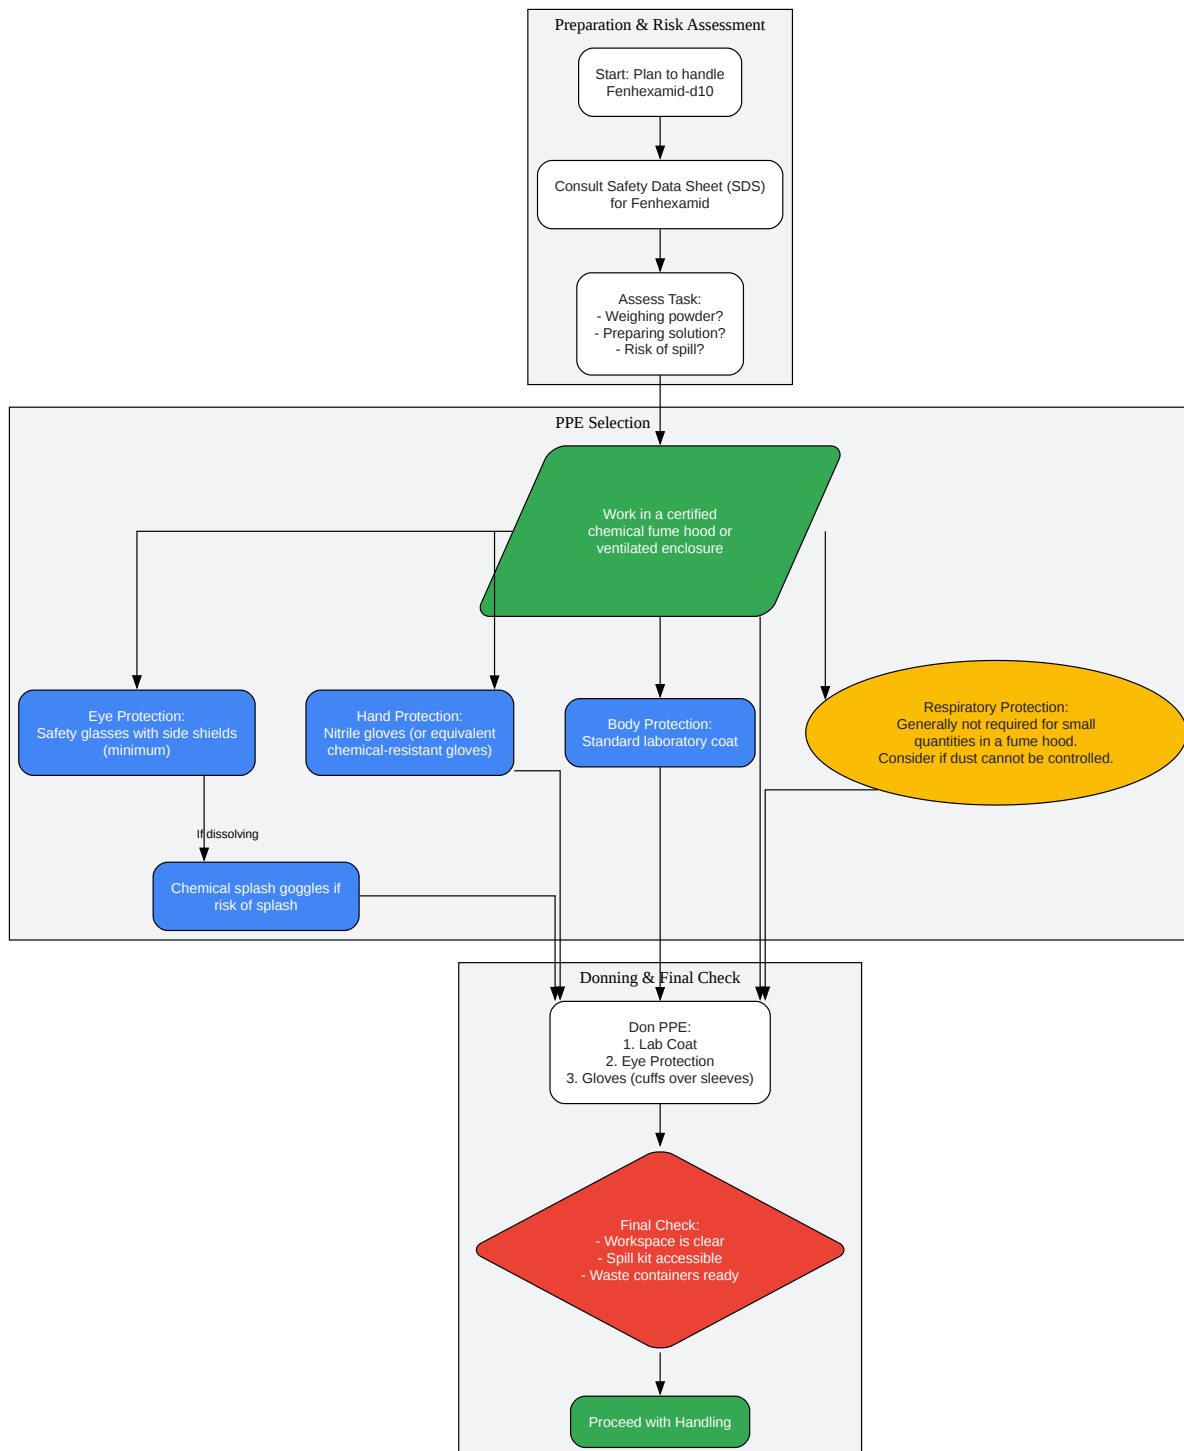 Preparation & Risk Assessment
Start: Plan to handle
Fenhexamid-d10
Consult Safety Data Sheet (SDS)
for Fenhexamid
Assess Task:
- Weighing powder?
- Preparing solution?
- Risk of spill?
PPE Selection
Work in a certified
chemical fume hood or
ventilated enclosure
Eye Protection:
Safety glasses with side shields
(minimum)
Hand Protection:
Nitrile gloves (or equivalent
chemical-resistant gloves)
Body Protection:
Standard laboratory coat
Respiratory Protection:
Generally not required for small
quantities in a fume hood.
Consider if dust cannot be controlled.
If dissolving
Chemical splash goggles if
risk of splash
Donning & Final Check
Don PPE:
1. Lab Coat
2. Eye Protection
3. Gloves (cuffs over sleeves)
Final Check:
- Workspace is clear
- Spill kit accessible
- Waste containers ready
Proceed with Handling